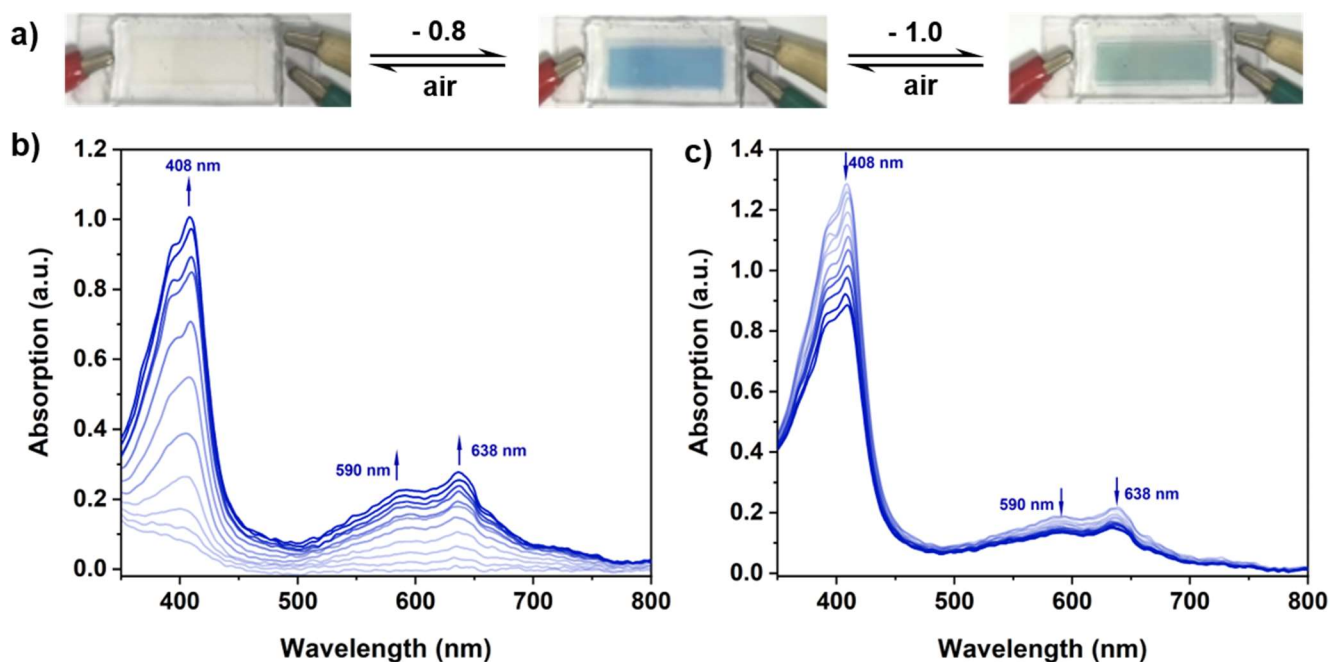 a)
- 0.8
air
- 1.0
air
b)
1.2
1.0
0.8
0.6
0.4
0.2
0.0
Absorption (a.u.)
408 nm
590 nm
638 nm
400
500
600
700
800
Wavelength (nm)
c)
1.4
1.2
1.0
0.8
0.6
0.4
0.2
0.0
Absorption (a.u.)
408 nm
590 nm
638 nm
400
500
600
700
800
Wavelength (nm)